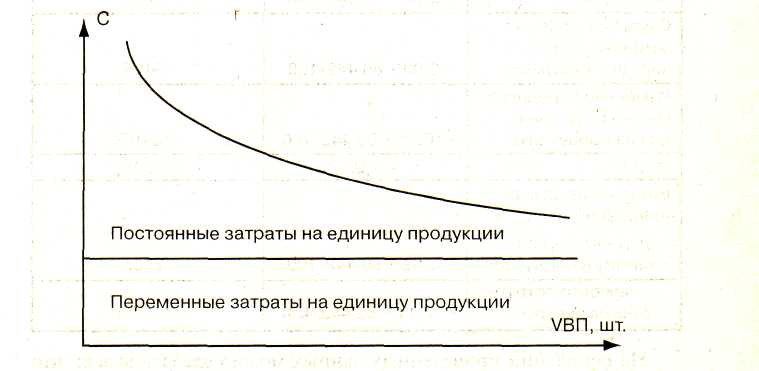 С
Постоянные затраты на единицу продукции
Переменные затраты на единицу продукции
VВП, шт.